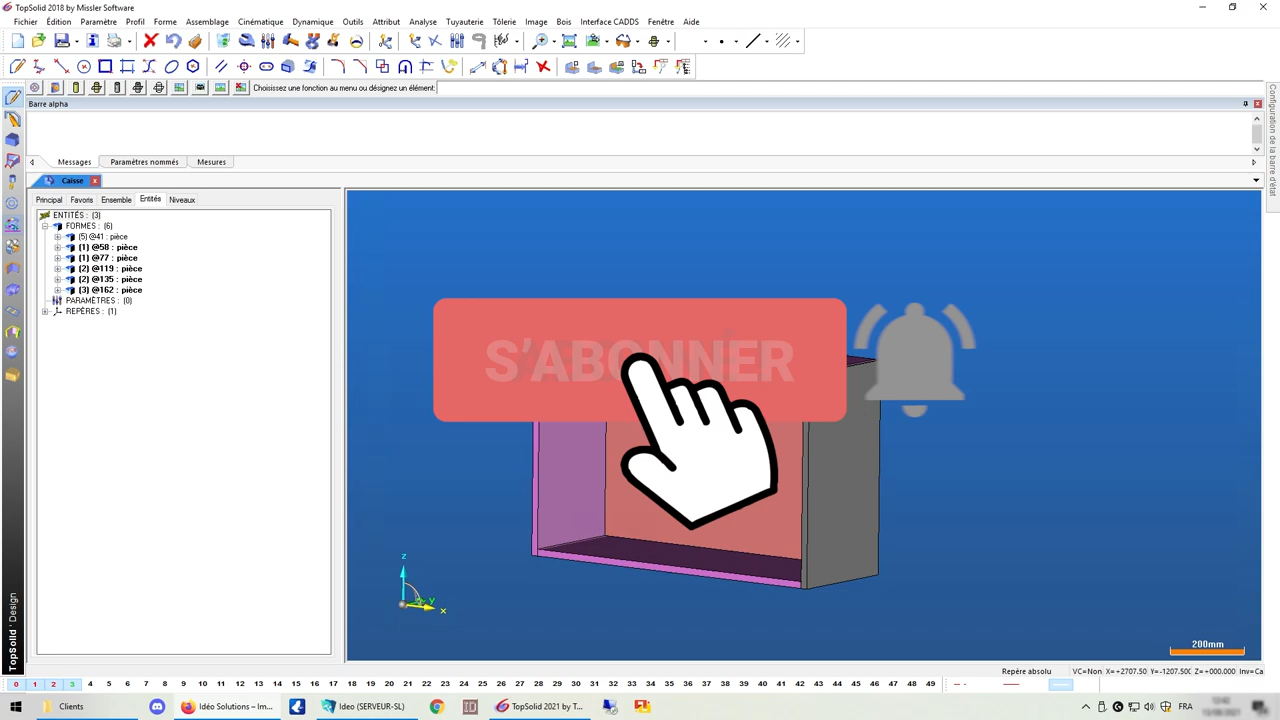 TopSolid 2018 by Missler Software
Fichier Édition Paramètre Profil Forme Assemblage Cinématique Dynamique Outils Attribut Analyse Tuyauterie Tôlerie Image Bois Interface CADDS Fenêtre Aide
Choisissez une fonction au menu ou désignez un élément:
Barre alpha
Configuration de la barre d'état
Messages Paramètres nommés Mesures
Caisse
Principal Favoris Ensemble Entités Niveaux
ENTITÉS : (3)
FORMES : (6)
(5) @41 : pièce
(1) @58 : pièce
(1) @77 : pièce
(2) @119 : pièce
(2) @135 : pièce
(3) @162 : pièce
PARAMÈTRES : (0)
REPÈRES : (1)
S'ABONNER
z
y
x
200mm
TopSolid ' Design
Repère absolu VC=Non X=+2707.50 Y=-1207.500 Z=+000.000 Inv=Ca
0 1 2 3 4 5 6 7 8 9 10 11 12 13 14 15 16 17 18 19 20 21 22 23 24 25 26 27 28 29 30 31 32 33 34 35 36 37 38 39 40 41 42 43 44 45 46 47 48 49
Clients Idéo Solutions – Im... Ideo (SERVEUR-SL) TopSolid 2021 by T... FRA